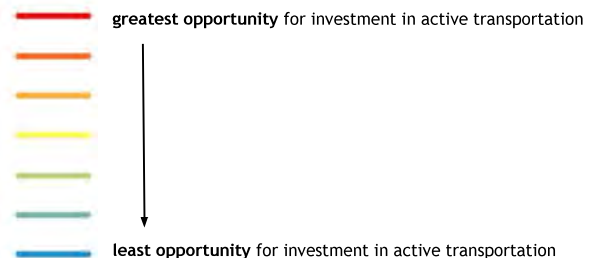 greatest opportunity for investment in active transportation
least opportunity for investment in active transportation